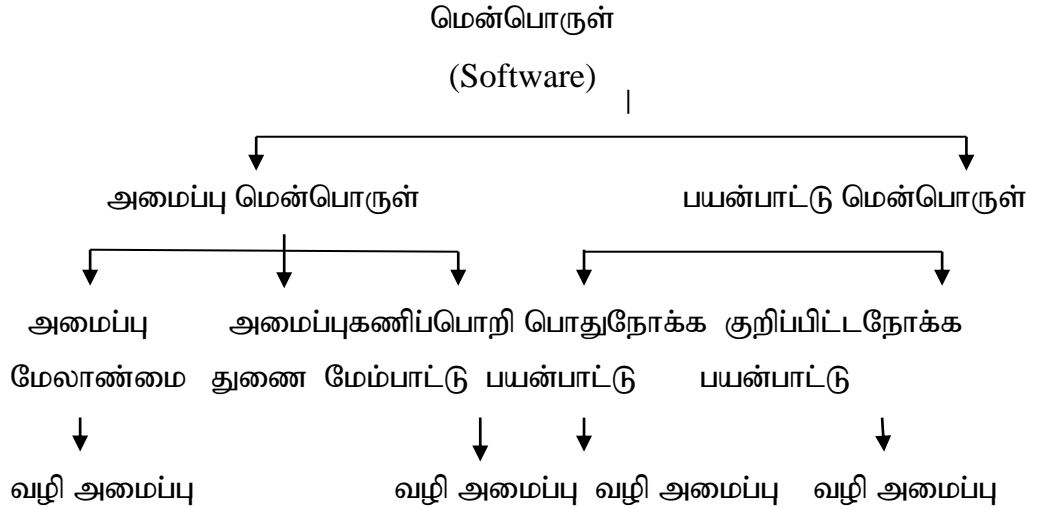 மென்பொருள்
(Software)
அமைப்பு மென்பொருள் பயன்பாட்டு மென்பொருள்
அமைப்பு அமைப்புகணிப்பொறி பொதுநோக்க குறிப்பிட்டநோக்க
மேலாண்மை துணை மேம்பாட்டு பயன்பாட்டு பயன்பாட்டு
வழி அமைப்பு வழி அமைப்பு வழி அமைப்பு வழி அமைப்பு